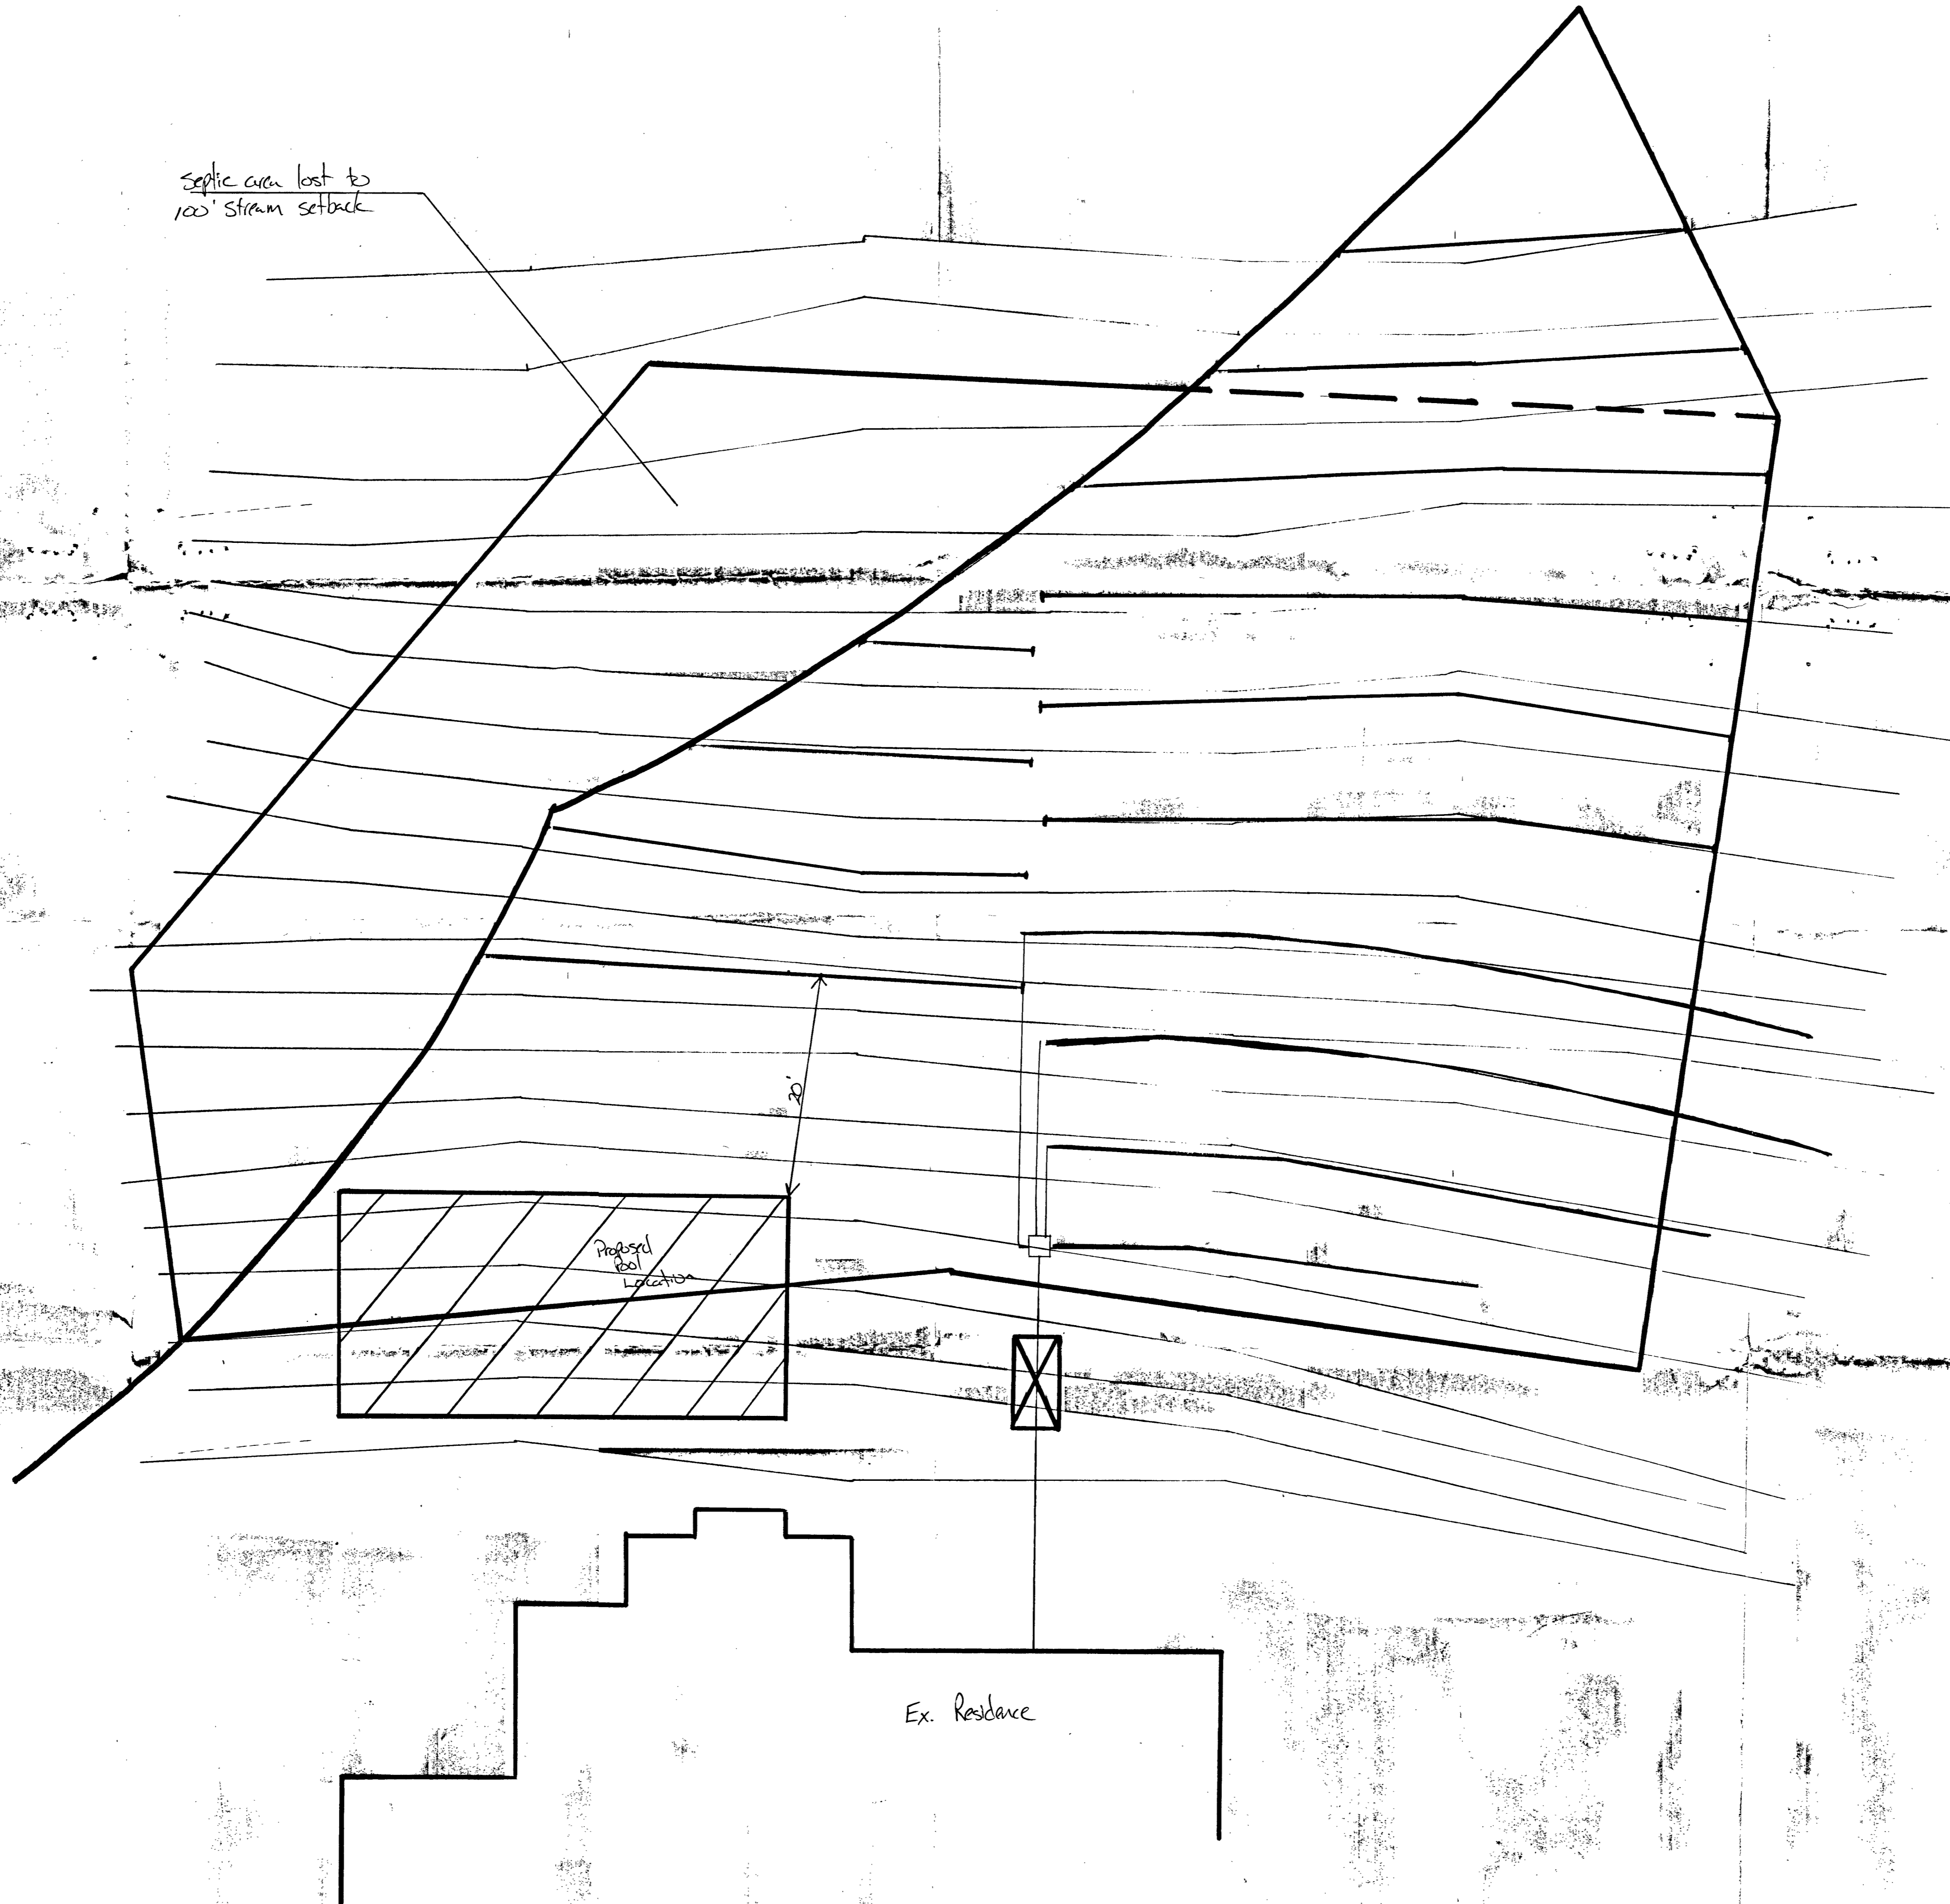 Septic area lost to
100' Stream setback
20'
Proposed
Pool
Location
Ex. Residence